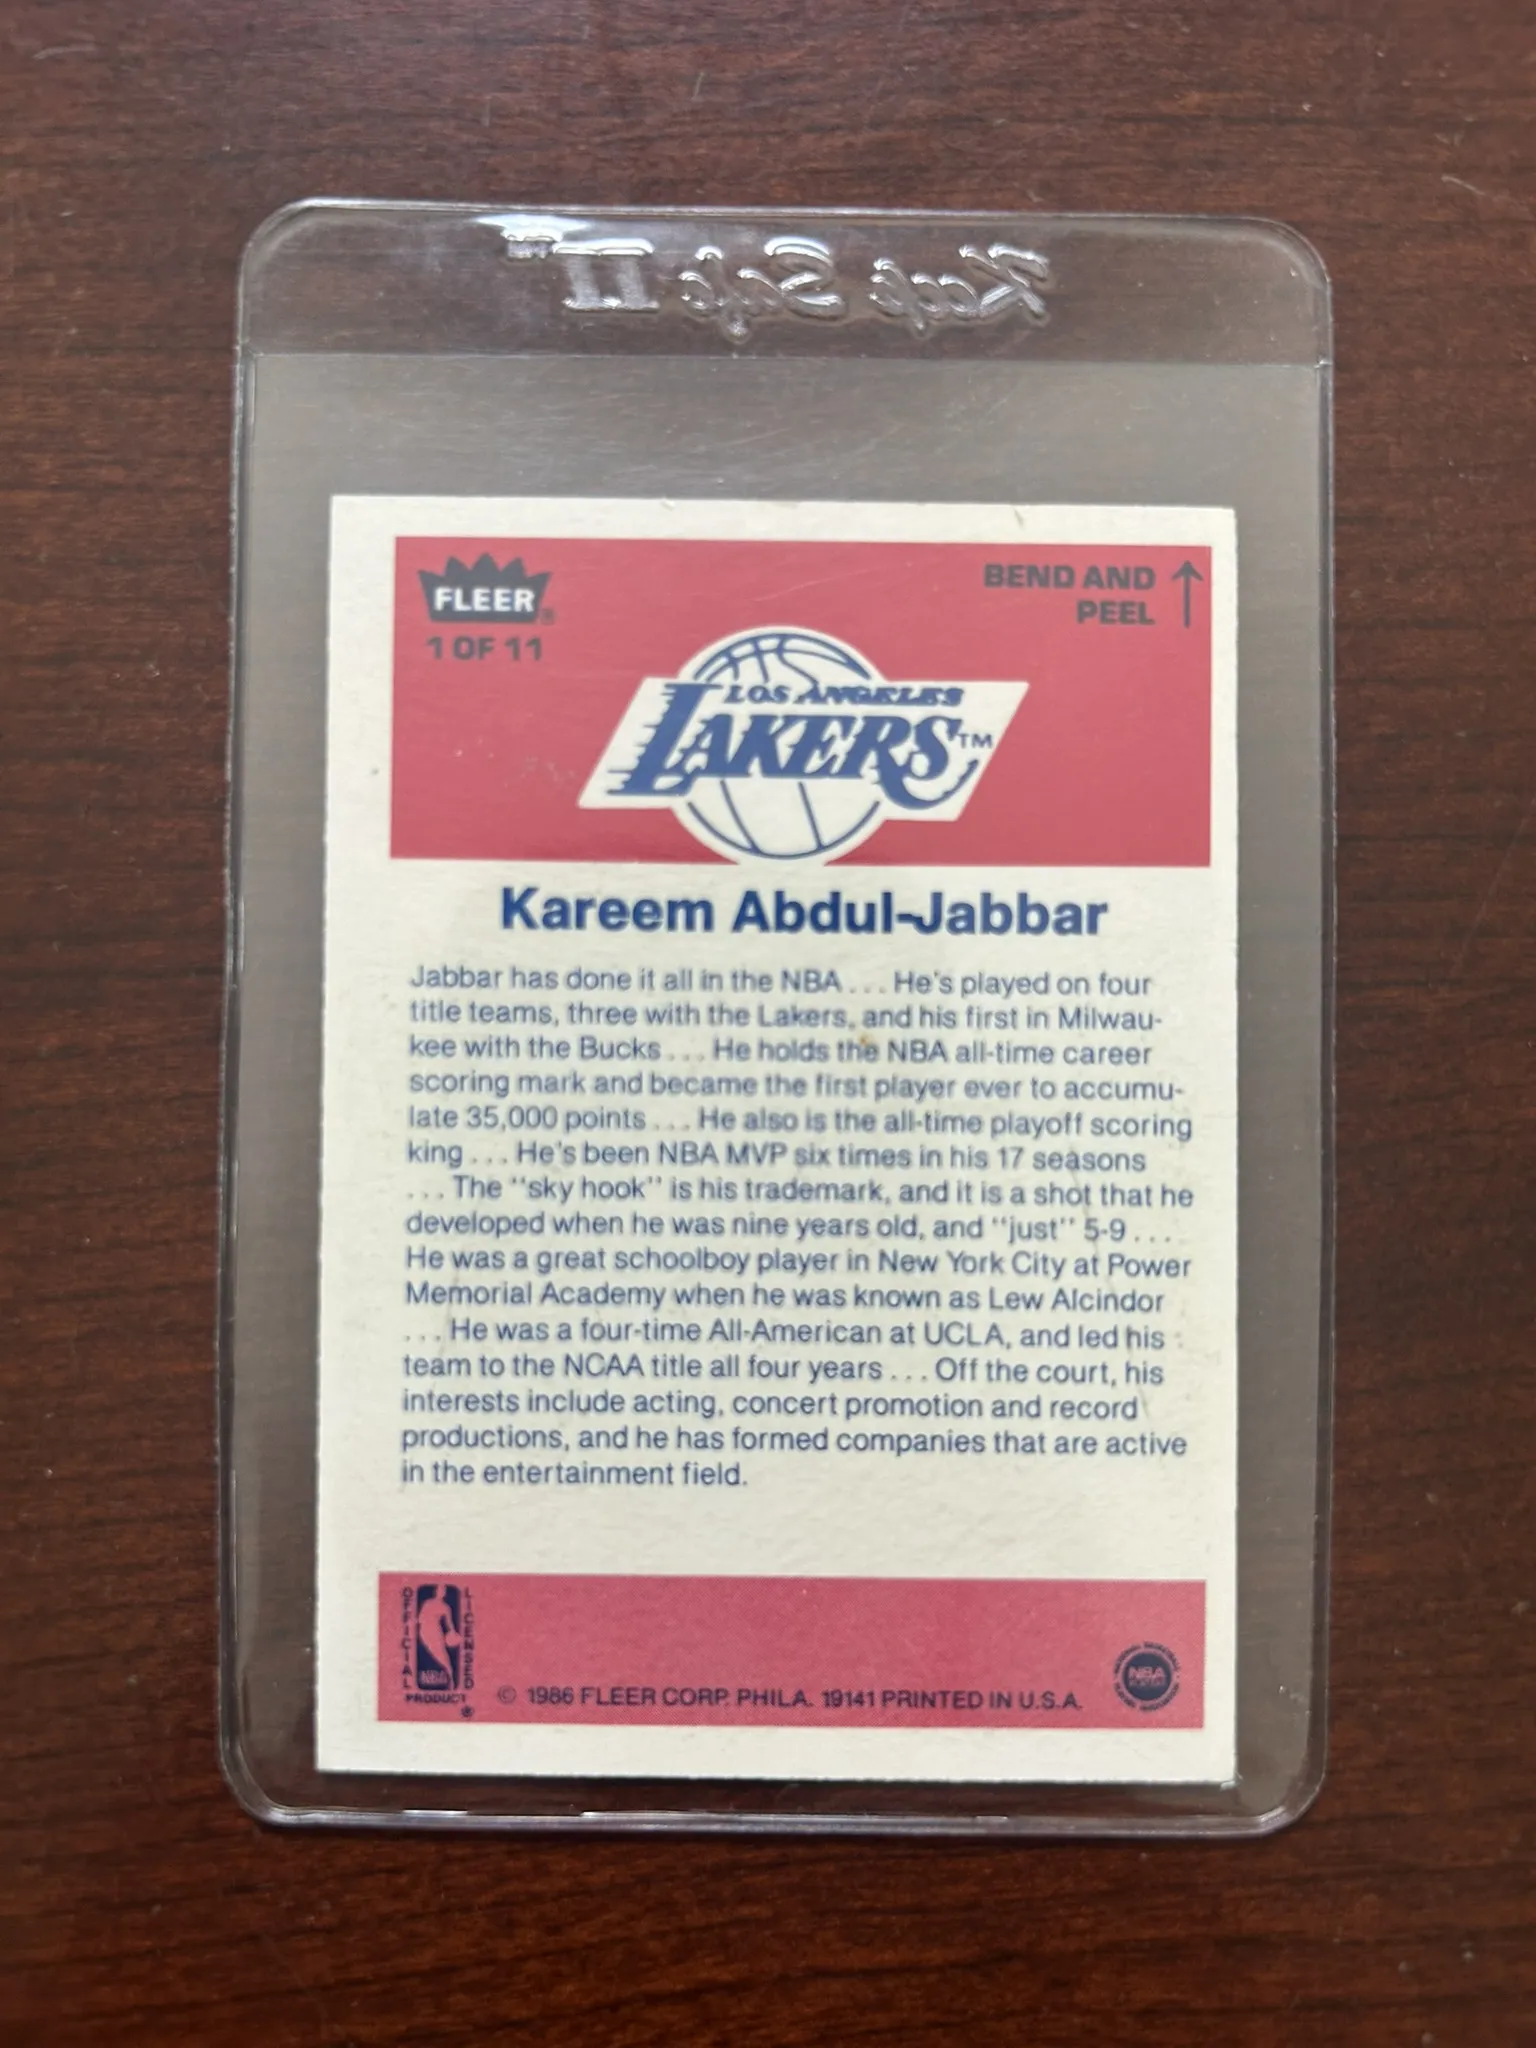 Keep Safe II™
FLEER®
1 OF 11
BEND AND
PEEL
LOS ANGELES
LAKERS™
Kareem Abdul-Jabbar
Jabbar has done it all in the NBA . . . He's played on four
title teams, three with the Lakers, and his first in Milwau-
kee with the Bucks . . . He holds the NBA all-time career
scoring mark and became the first player ever to accumu-
late 35,000 points . . . He also is the all-time playoff scoring
king . . . He's been NBA MVP six times in his 17 seasons
. . . The "sky hook" is his trademark, and it is a shot that he
developed when he was nine years old, and "just" 5-9 . . .
He was a great schoolboy player in New York City at Power
Memorial Academy when he was known as Lew Alcindor
. . . He was a four-time All-American at UCLA, and led his
team to the NCAA title all four years . . . Off the court, his
interests include acting, concert promotion and record
productions, and he has formed companies that are active
in the entertainment field.
OFFICIAL
LICENSED
NBA
PRODUCT
®
© 1986 FLEER CORP. PHILA. 19141 PRINTED IN U.S.A.
NBA